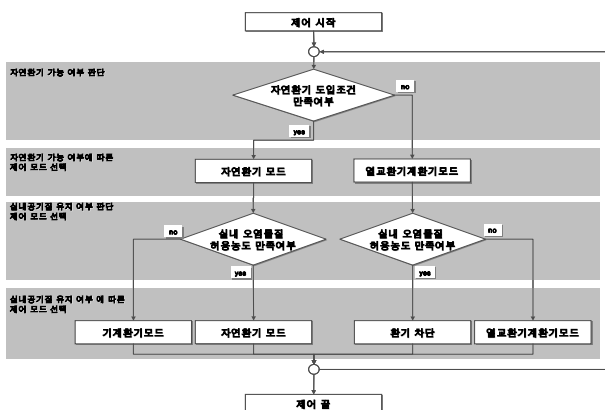 제어 시작
자연환기 가능 여부 판단
자연환기 도입조건
만족여부
no
yes
자연환기 가능 여부에 따른
제어 모드 선택
자연환기 모드
열교환기계환기모드
실내공기질 유지 여부 판단
제어 모드 선택
no
실내 오염물질
허용농도 만족여부
실내 오염물질
허용농도 만족여부
no
yes
yes
실내공기질 유지 여부 에 따른
제어 모드 선택
기계환기모드
자연환기 모드
환기 차단
열교환기계환기모드
제어 끝